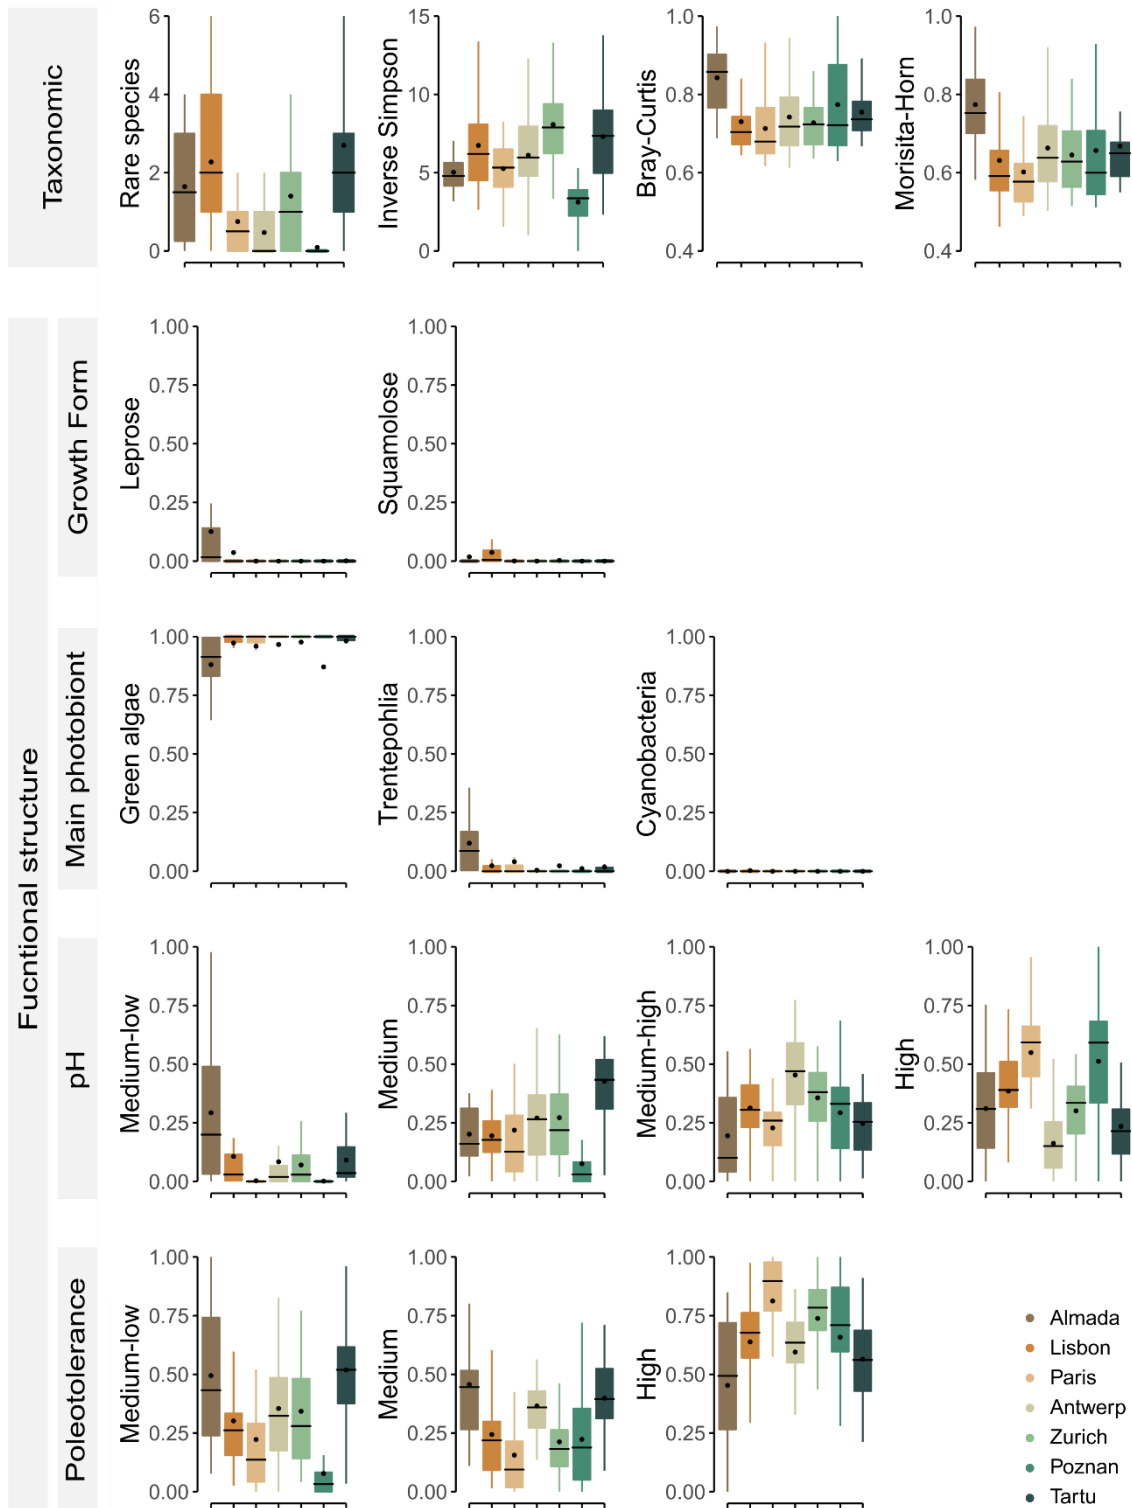 Taxonomic
Rare species
6
4
2
0
Inverse Simpson
15
10
5
0
Bray-Curtis
1.0
0.8
0.6
0.4
Morisita-Horn
1.0
0.8
0.6
0.4
Fucntional structure
Growth Form
Leprose
1.00
0.75
0.50
0.25
0.00
Squamolose
1.00
0.75
0.50
0.25
0.00
Main photobiont
Green algae
1.00
0.75
0.50
0.25
0.00
Trentepohlia
1.00
0.75
0.50
0.25
0.00
Cyanobacteria
1.00
0.75
0.50
0.25
0.00
pH
Medium-low
1.00
0.75
0.50
0.25
0.00
Medium
1.00
0.75
0.50
0.25
0.00
Medium-high
1.00
0.75
0.50
0.25
0.00
High
1.00
0.75
0.50
0.25
0.00
Poleotolerance
Medium-low
1.00
0.75
0.50
0.25
0.00
Medium
1.00
0.75
0.50
0.25
0.00
High
1.00
0.75
0.50
0.25
0.00
Almada
Lisbon
Paris
Antwerp
Zurich
Poznan
Tartu